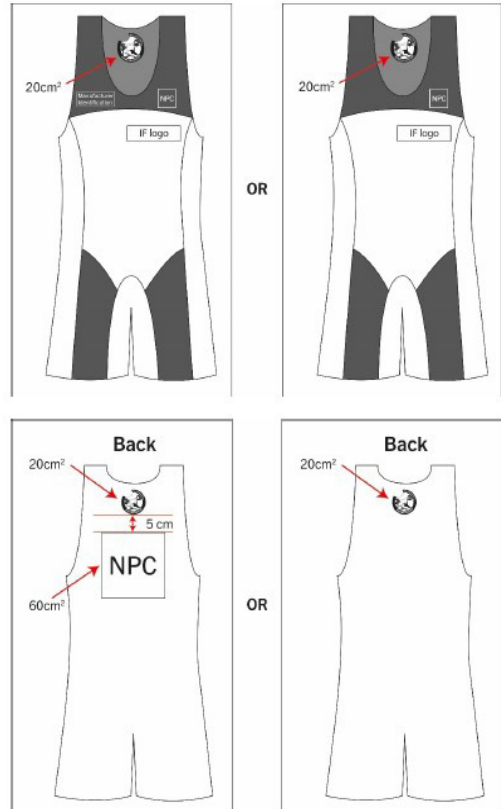 20cm²
Manufacturer
Identification
NPC
IF logo
OR
20cm²
NPC
IF logo
Back
20cm²
5 cm
NPC
60cm²
OR
Back
20cm²